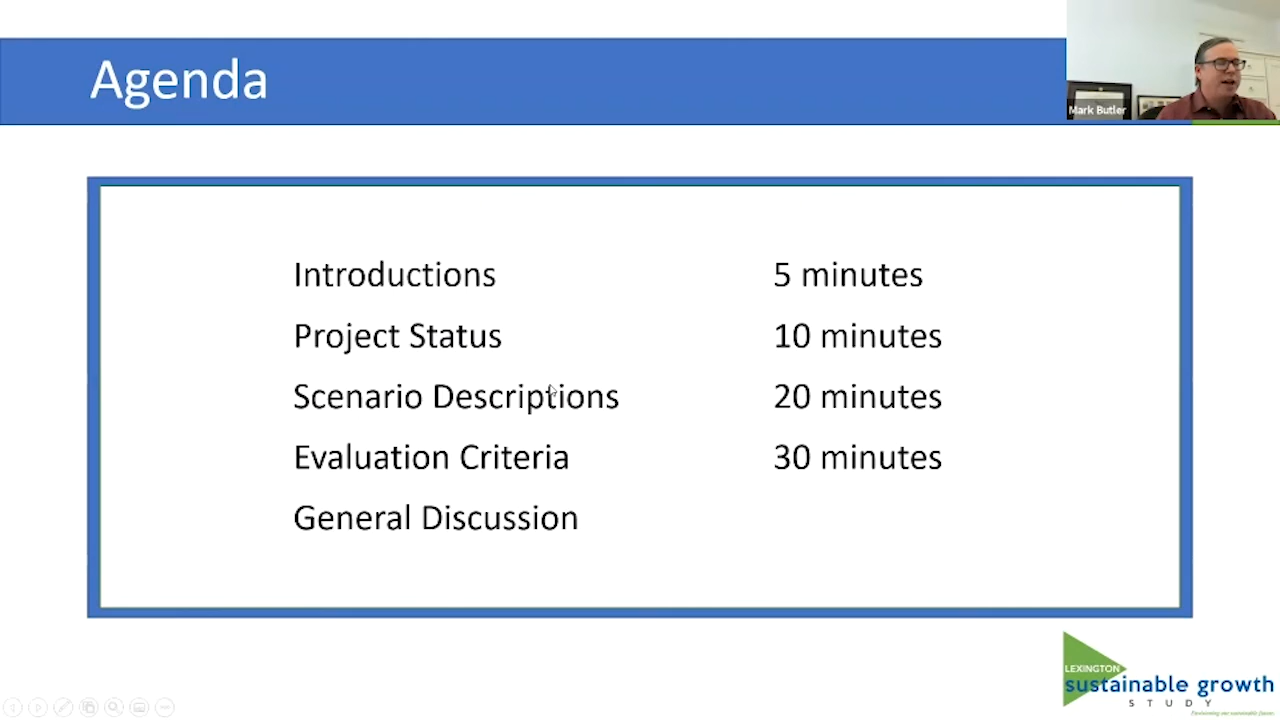 Agenda
Mark Butler
Introductions 5 minutes
Project Status 10 minutes
Scenario Descriptions 20 minutes
Evaluation Criteria 30 minutes
General Discussion
LEXINGTON
sustainable growth
STUDY